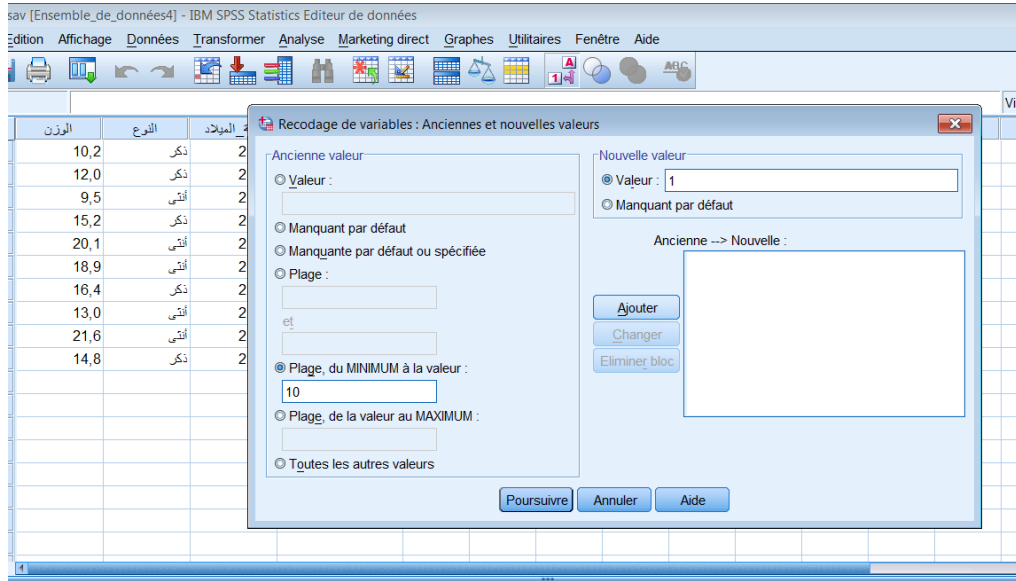 sav [Ensemble_de_données4] - IBM SPSS Statistics Editeur de données
Edition Affichage Données Transformer Analyse Marketing direct Graphes Utilitaires Fenêtre Aide
A
1
ABC
Vi
الوزن النوع ة_الميلاد
10,2 ذكر 2
12,0 ذكر 2
9,5 أنثى 2
15,2 ذكر 2
20,1 أنثى 2
18,9 أنثى 2
16,4 ذكر 2
13,0 أنثى 2
21,6 أنثى 2
14,8 ذكر 2
Recodage de variables : Anciennes et nouvelles valeurs
Ancienne valeur
Valeur :
Manquant par défaut
Manquante par défaut ou spécifiée
Plage :
et
Plage, du MINIMUM à la valeur :
10
Plage, de la valeur au MAXIMUM :
Toutes les autres valeurs
Nouvelle valeur
Valeur : 1
Manquant par défaut
Ancienne --> Nouvelle :
Ajouter
Changer
Eliminer bloc
Poursuivre Annuler Aide